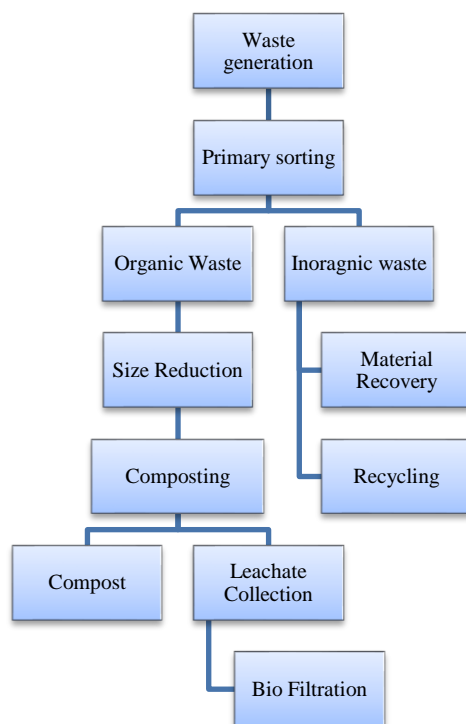 Waste
generation
Primary sorting
Organic Waste
Inoragnic waste
Size Reduction
Material
Recovery
Composting
Recycling
Compost
Leachate
Collection
Bio Filtration